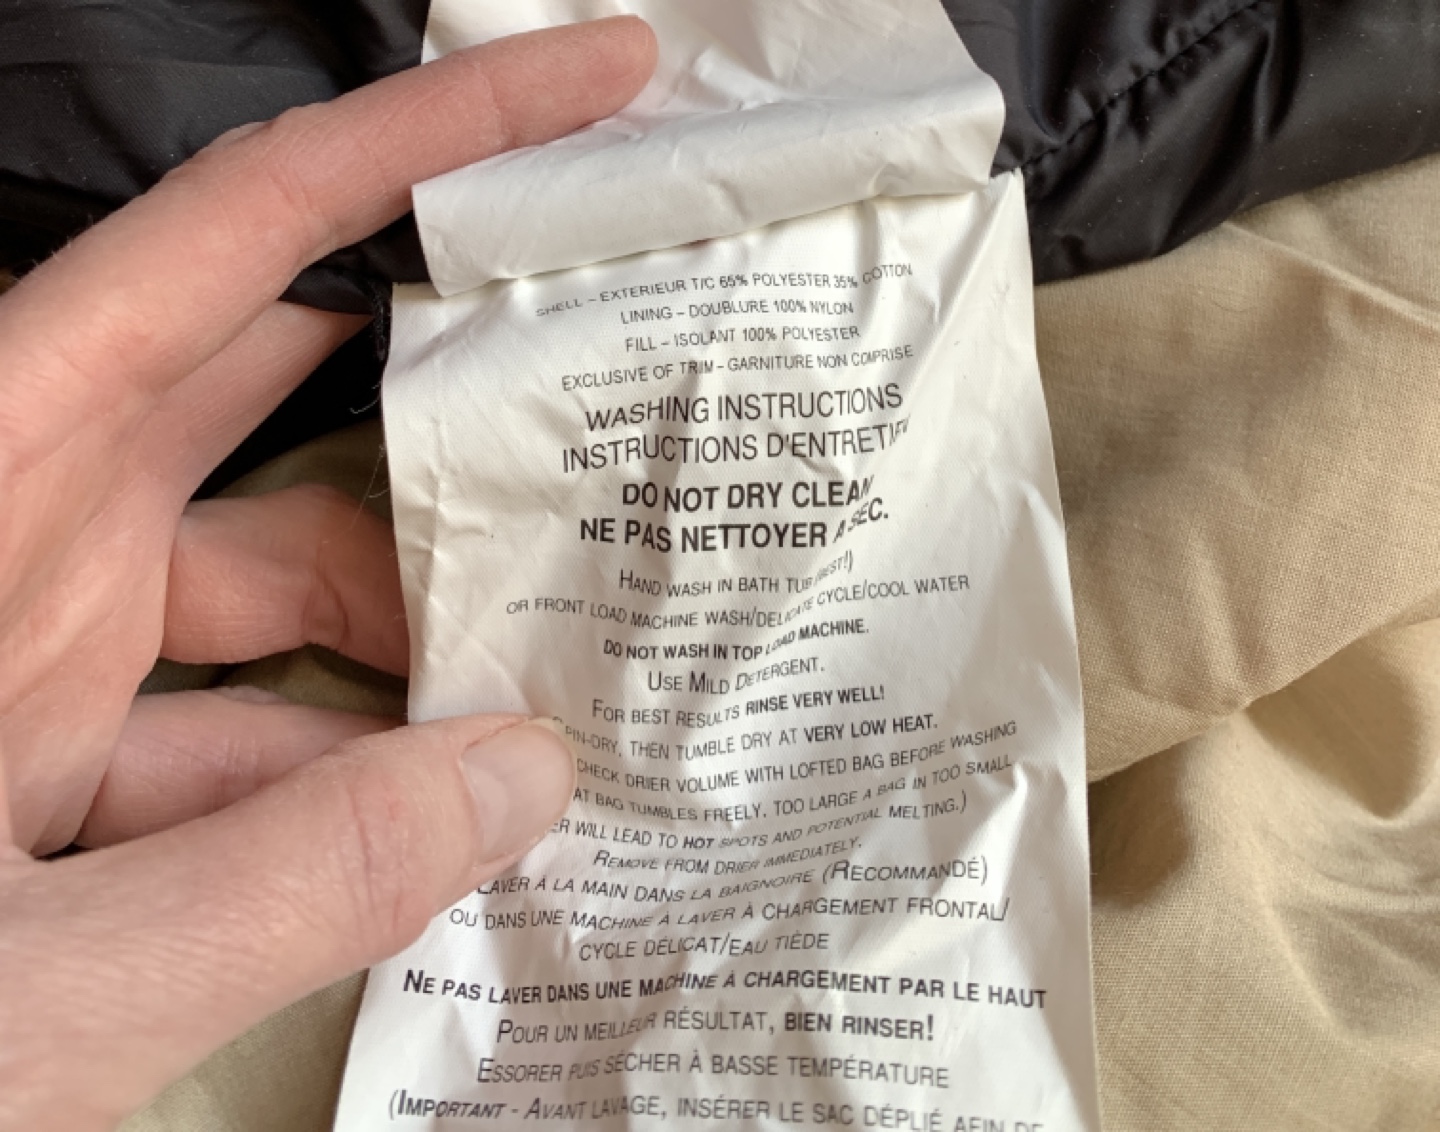 SHELL – EXTERIEUR T/C 65% POLYESTER 35% COTTON
LINING – DOUBLURE 100% NYLON
FILL – ISOLANT 100% POLYESTER
EXCLUSIVE OF TRIM – GARNITURE NON COMPRISE
WASHING INSTRUCTIONS
INSTRUCTIONS D'ENTRETIEN
DO NOT DRY CLEAN
NE PAS NETTOYER A SEC.
HAND WASH IN BATH TUB (BEST!)
OR FRONT LOAD MACHINE WASH/DELICATE CYCLE/COOL WATER
DO NOT WASH IN TOP LOAD MACHINE.
USE MILD DETERGENT.
FOR BEST RESULTS RINSE VERY WELL!
SPIN-DRY, THEN TUMBLE DRY AT VERY LOW HEAT.
CHECK DRIER VOLUME WITH LOFTED BAG BEFORE WASHING
AT BAG TUMBLES FREELY. TOO LARGE A BAG IN TOO SMALL
ER WILL LEAD TO HOT SPOTS AND POTENTIAL MELTING.)
REMOVE FROM DRIER IMMEDIATELY.
LAVER À LA MAIN DANS LA BAIGNOIRE (RECOMMANDÉ)
OU DANS UNE MACHINE À LAVER À CHARGEMENT FRONTAL/
CYCLE DÉLICAT/EAU TIÈDE
NE PAS LAVER DANS UNE MACHINE À CHARGEMENT PAR LE HAUT
POUR UN MEILLEUR RÉSULTAT, BIEN RINSER!
ESSORER PUIS SÉCHER À BASSE TEMPÉRATURE
(IMPORTANT - AVANT LAVAGE, INSÉRER LE SAC DÉPLIÉ AFIN DE